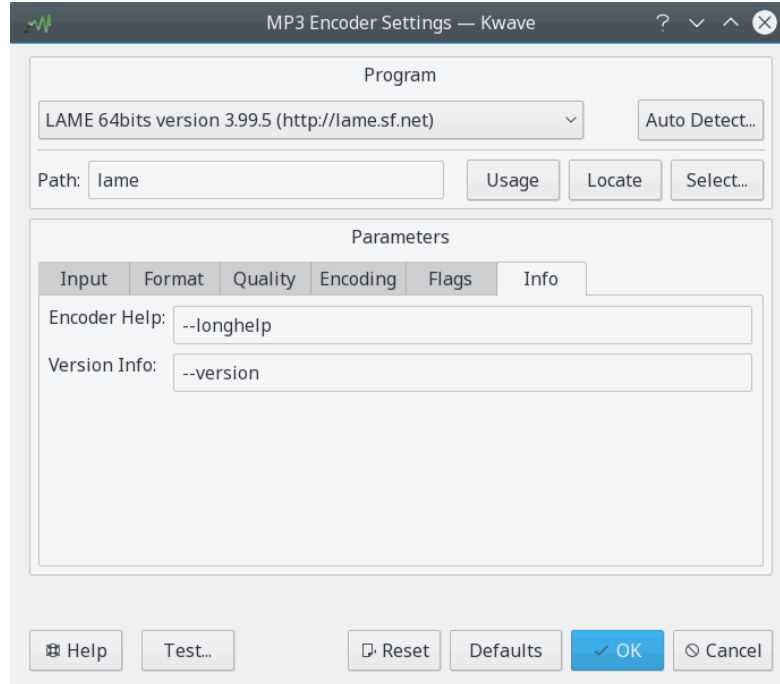 MP3 Encoder Settings — Kwave
Program
LAME 64bits version 3.99.5 (http://lame.sf.net)
Auto Detect...
Path: lame
Usage
Locate
Select...
Parameters
Input Format Quality Encoding Flags Info
Encoder Help: --longhelp
Version Info: --version
Help
Test...
Reset
Defaults
OK
Cancel